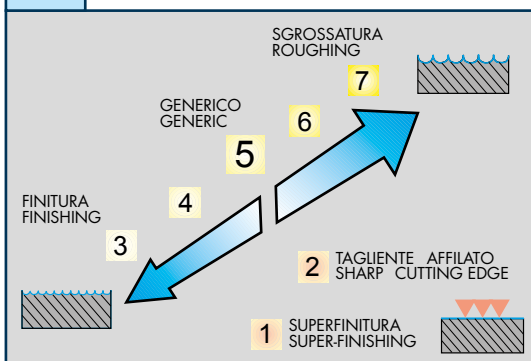 SGROSSATURA
ROUGHING
7
GENERICO
GENERIC
6
5
FINITURA
FINISHING
4
3
2 TAGLIENTE AFFILATO
SHARP CUTTING EDGE
1 SUPERFINITURA
SUPER-FINISHING